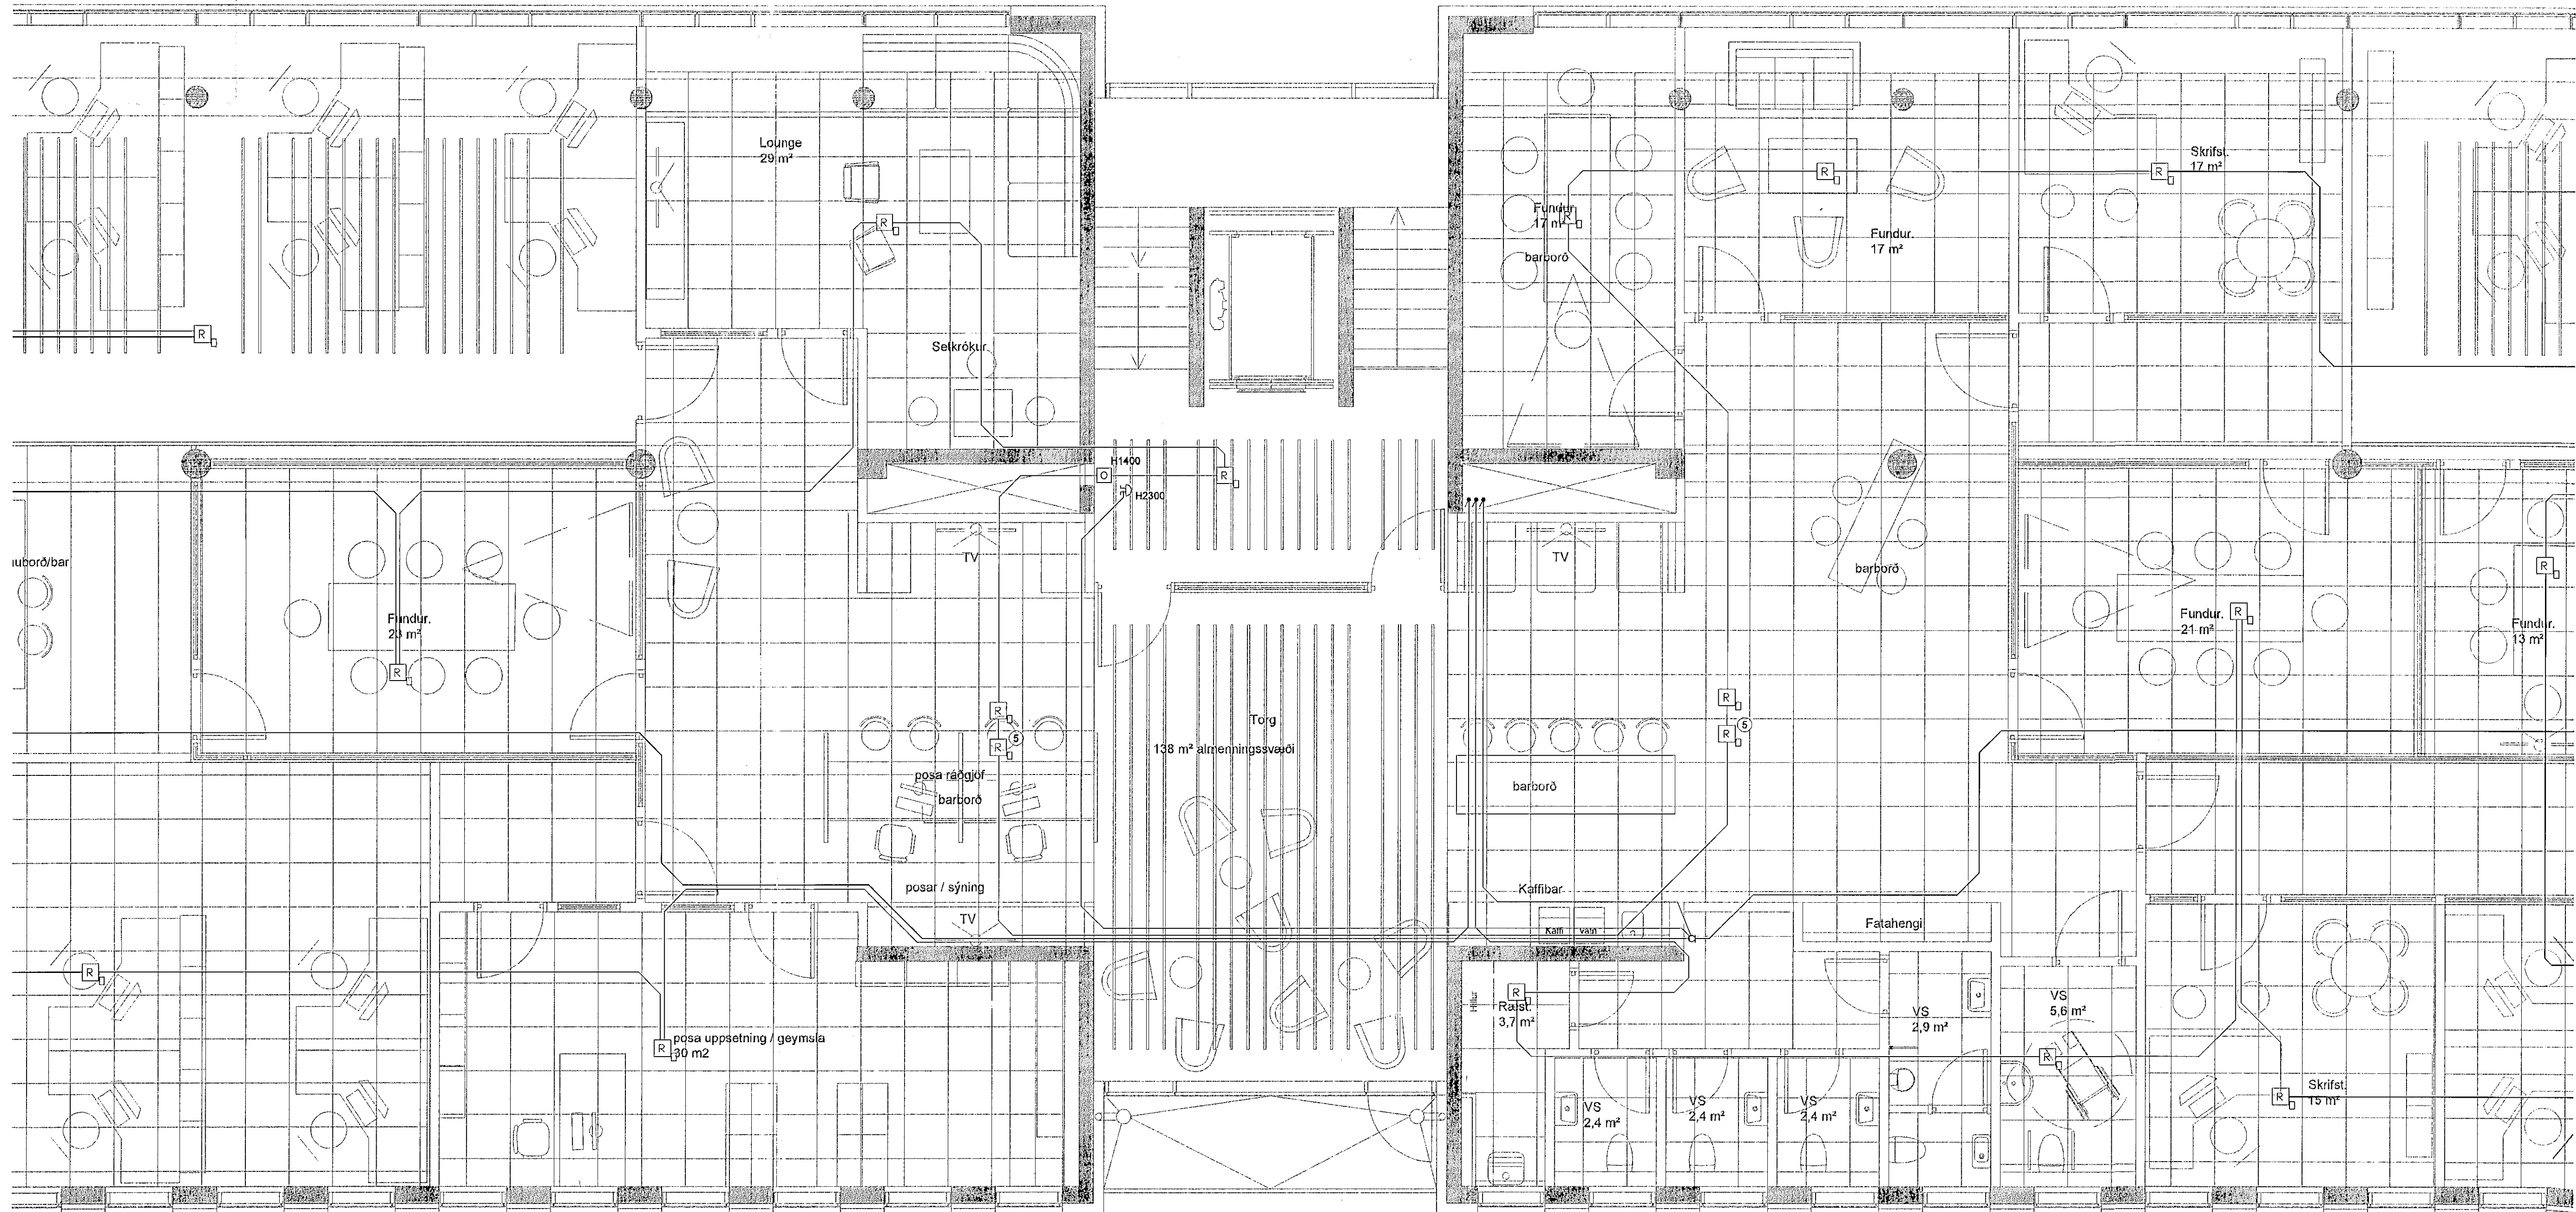 Lounge
29 m²
Setkrókur
Fundur.
17 m²
barborð
R
R
R
R
Fundur.
17 m²
Skrifst.
17 m²
R
H1400
O
R
H2300
TV
TV
barborð
Fundur.
23 m²
R
R
Fundur.
21 m²
R
Fundur.
13 m²
R
R
5
Torg
138 m² almenningssvæði
R
R
5
posa ráðgjöf
barborð
barborð
posar / sýning
TV
Kaffibar
Kaffi
vatn
Fatahengi
R
R
posa uppsetning / geymsla
30 m2
Hillur
R
Ræst.
3,7 m²
VS
2,9 m²
VS
5,6 m²
R
VS
2,4 m²
VS
2,4 m²
VS
2,4 m²
R
Skrifst.
15 m²